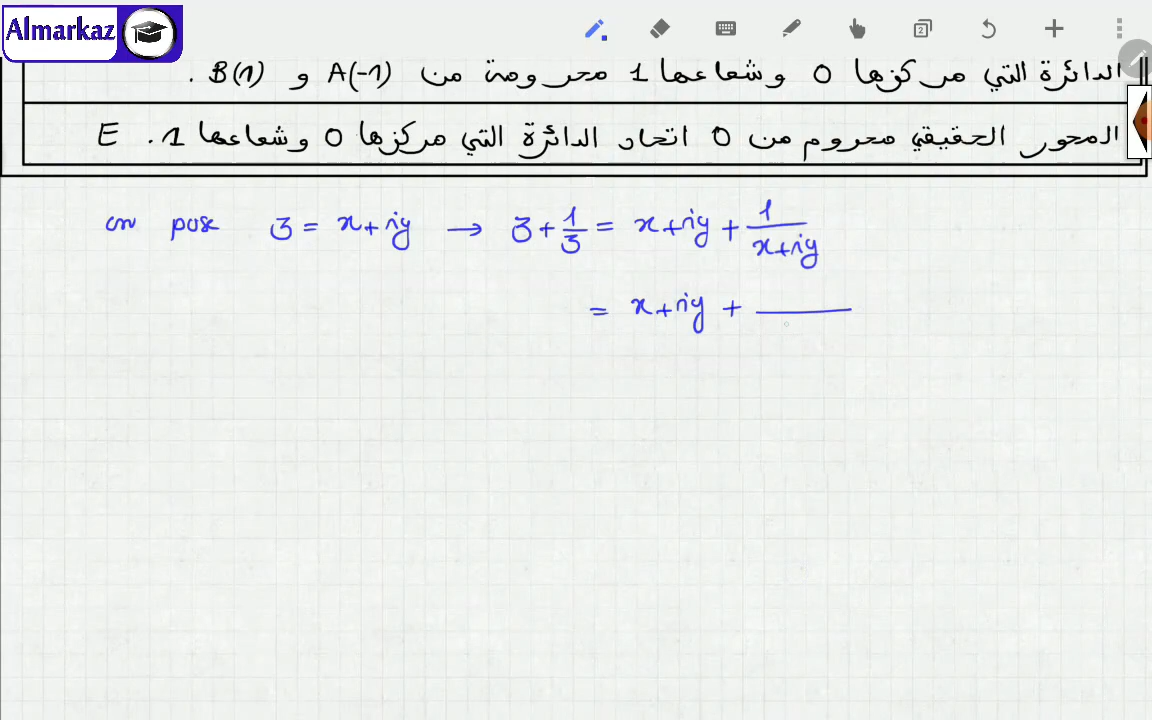 Almarkaz
الدائرة التي مركزها O وشعاعها 1 محرومة من A(-1) و B(1) .
المحور الحقيقي محروم من O اتحاد الدائرة التي مركزها O وشعاعها 1. E
on pose z = x+iy → z + 1/z = x+iy + 1/(x+iy)
= x+iy +